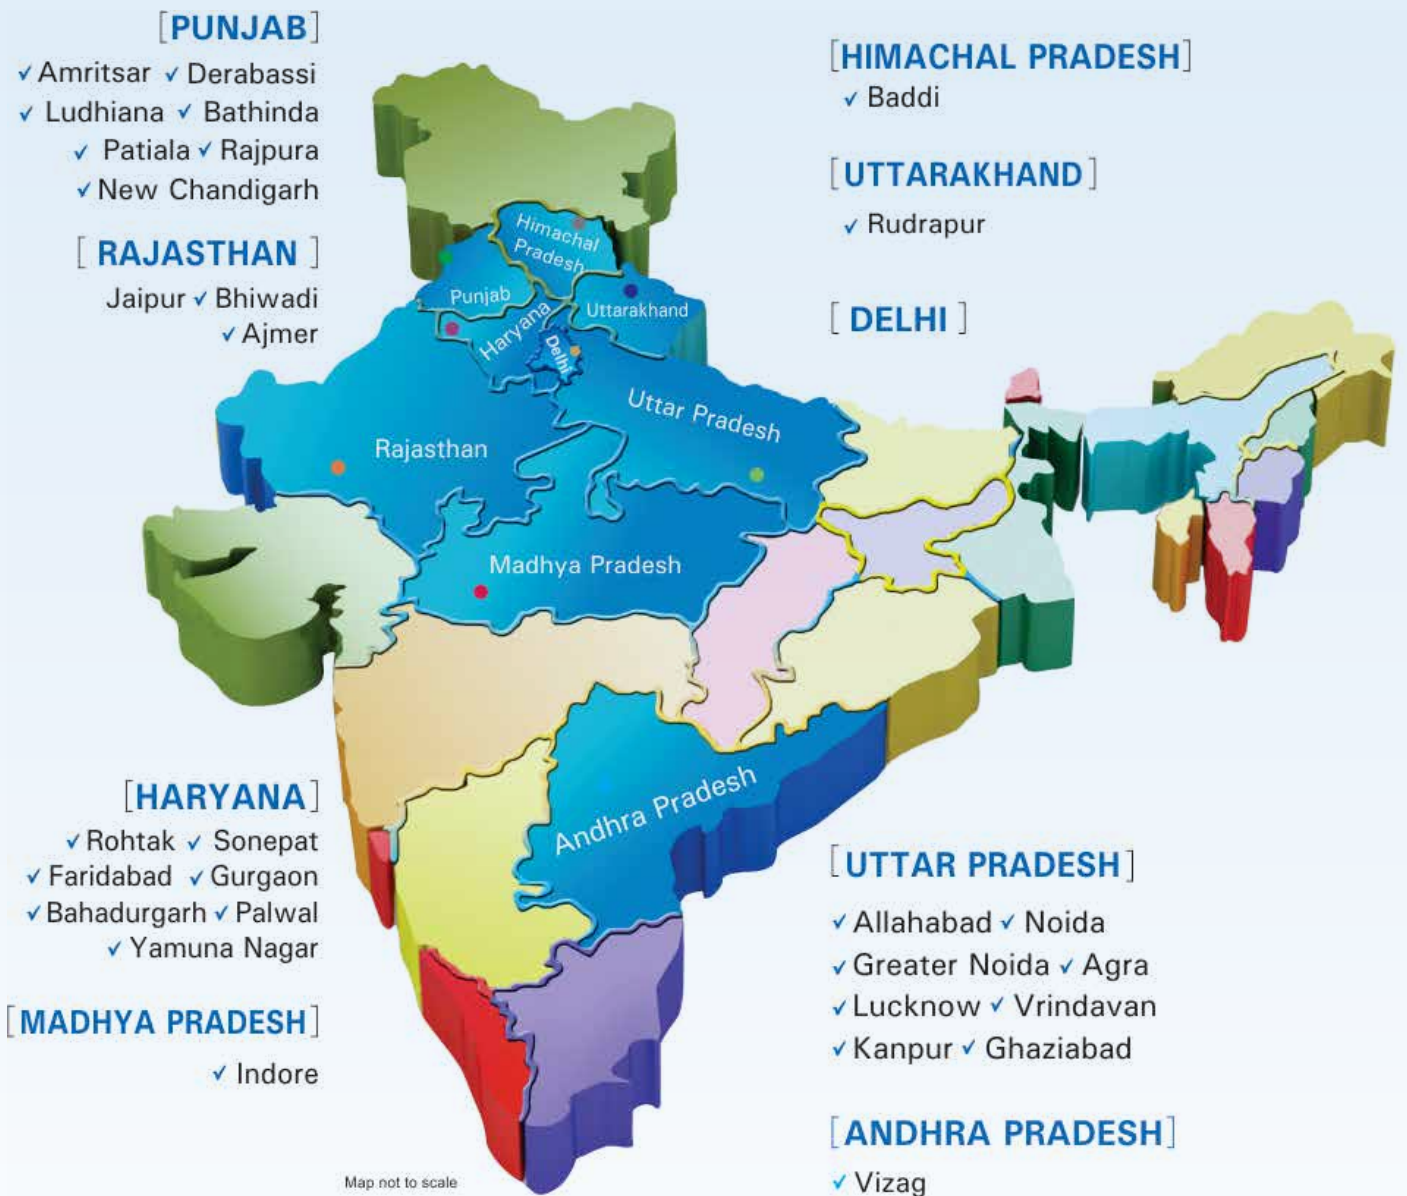 [PUNJAB]
✓ Amritsar ✓ Derabassi
✓ Ludhiana ✓ Bathinda
✓ Patiala ✓ Rajpura
✓ New Chandigarh
[ RAJASTHAN ]
Jaipur ✓ Bhiwadi
✓ Ajmer
[HIMACHAL PRADESH]
✓ Baddi
[UTTARAKHAND]
✓ Rudrapur
[ DELHI ]
Himachal
Pradesh
Punjab
Haryana
Uttarakhand
Delhi
Uttar Pradesh
Rajasthan
Madhya Pradesh
Andhra Pradesh
[HARYANA]
✓ Rohtak ✓ Sonepat
✓ Faridabad ✓ Gurgaon
✓ Bahadurgarh ✓ Palwal
✓ Yamuna Nagar
[MADHYA PRADESH]
✓ Indore
[UTTAR PRADESH]
✓ Allahabad ✓ Noida
✓ Greater Noida ✓ Agra
✓ Lucknow ✓ Vrindavan
✓ Kanpur ✓ Ghaziabad
[ANDHRA PRADESH]
✓ Vizag
Map not to scale